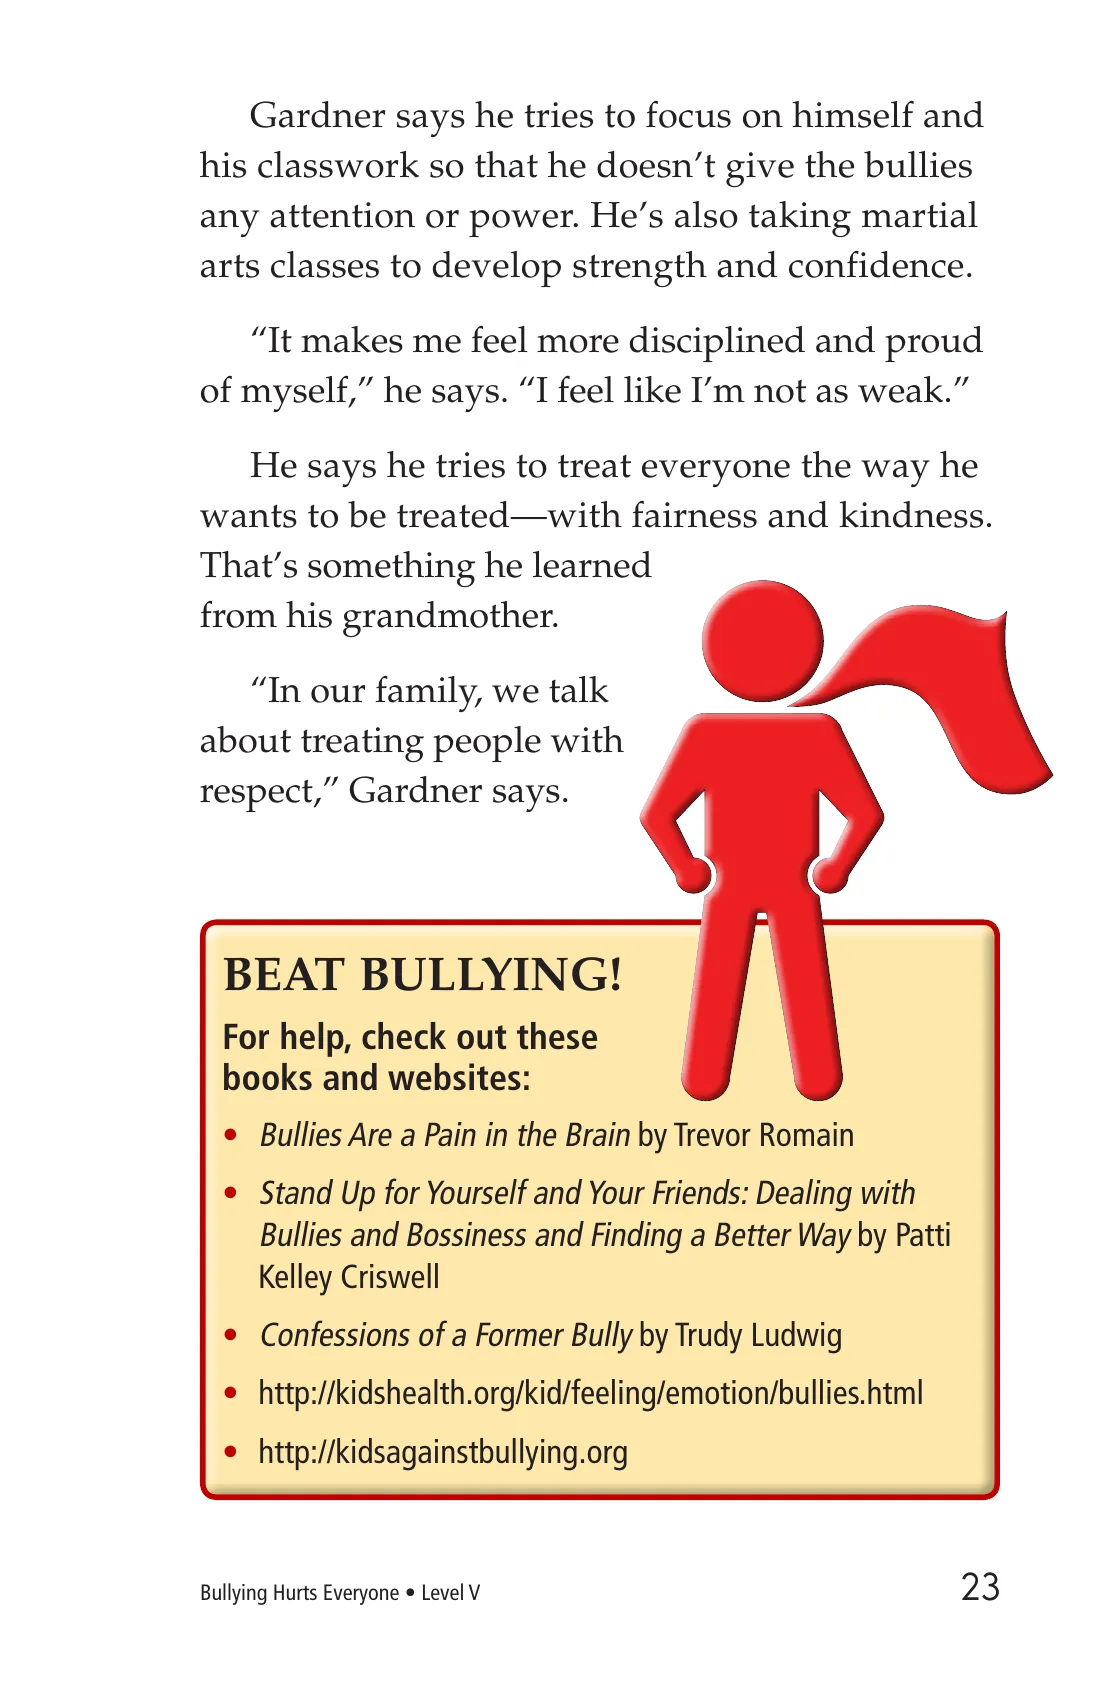 Gardner says he tries to focus on himself and
his classwork so that he doesn’t give the bullies
any attention or power. He’s also taking martial
arts classes to develop strength and confidence.
“It makes me feel more disciplined and proud
of myself,” he says. “I feel like I’m not as weak.”
He says he tries to treat everyone the way he
wants to be treated—with fairness and kindness.
That’s something he learned
from his grandmother.
“In our family, we talk
about treating people with
respect,” Gardner says.
BEAT BULLYING!
For help, check out these
books and websites:
• Bullies Are a Pain in the Brain by Trevor Romain
• Stand Up for Yourself and Your Friends: Dealing with
Bullies and Bossiness and Finding a Better Way by Patti
Kelley Criswell
• Confessions of a Former Bully by Trudy Ludwig
• http://kidshealth.org/kid/feeling/emotion/bullies.html
• http://kidsagainstbullying.org
Bullying Hurts Everyone • Level V
23